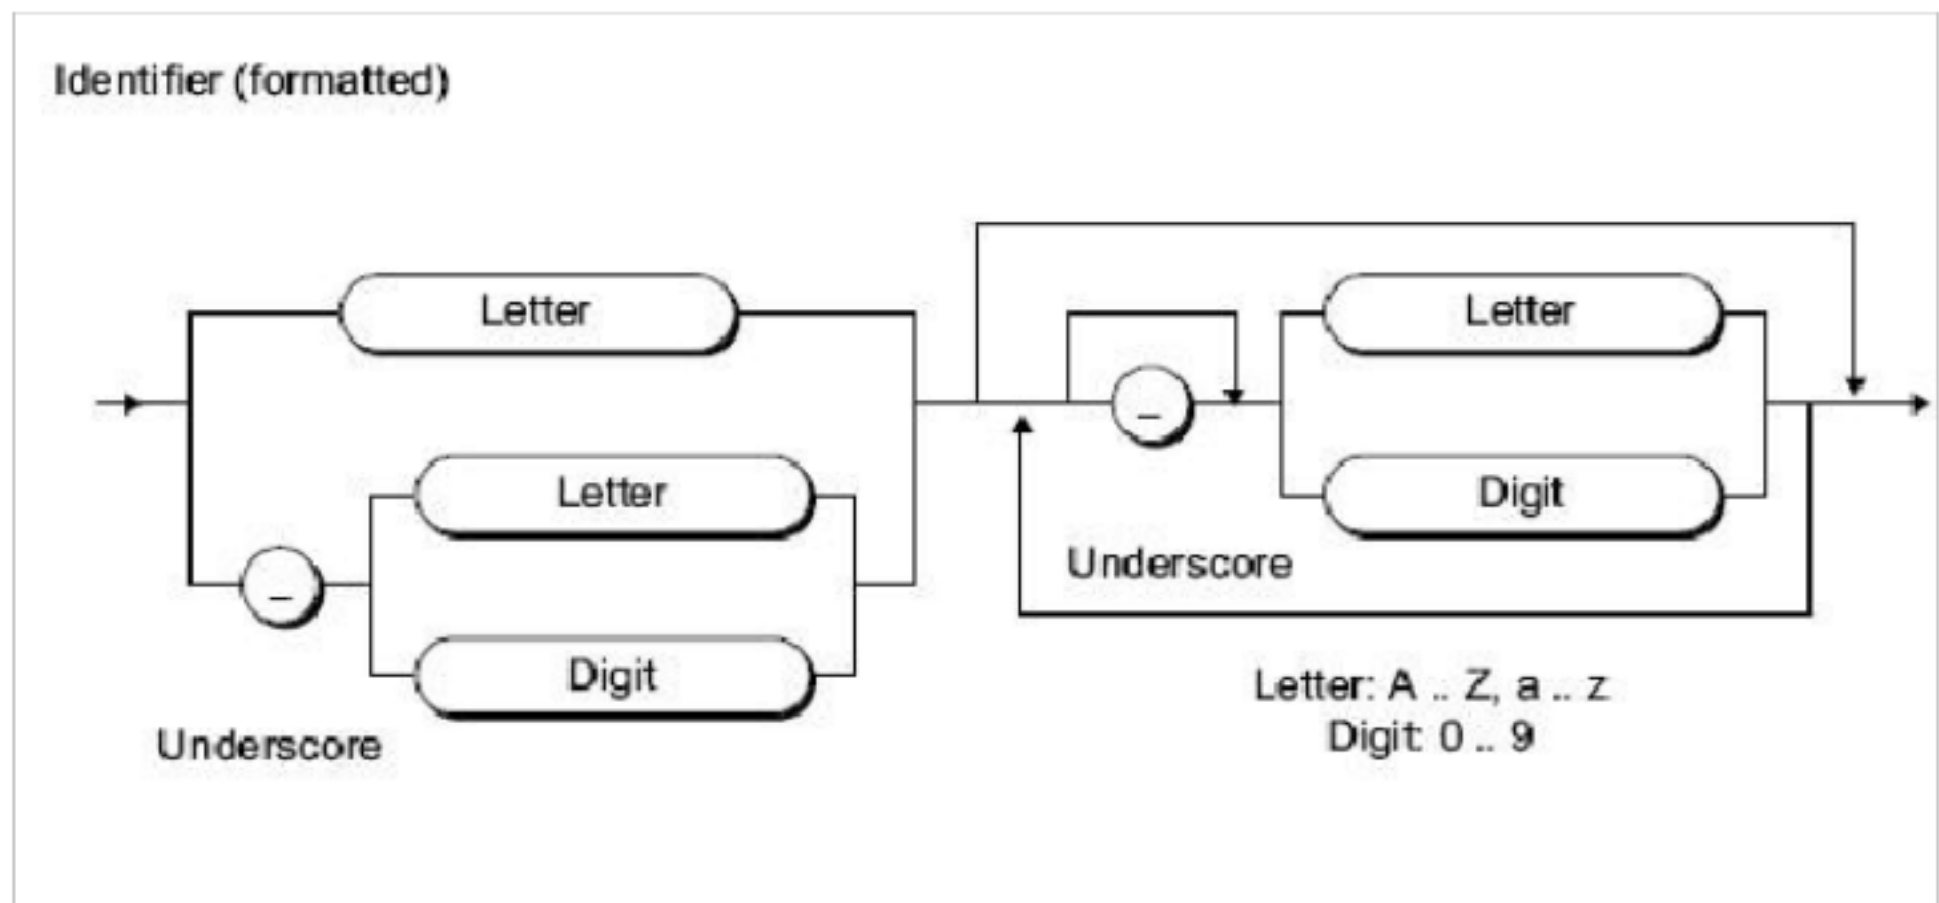 Identifier (formatted)
Letter
Letter
_
Letter
Digit
_
Digit
Underscore
Underscore
Letter: A .. Z, a .. z
Digit: 0 .. 9